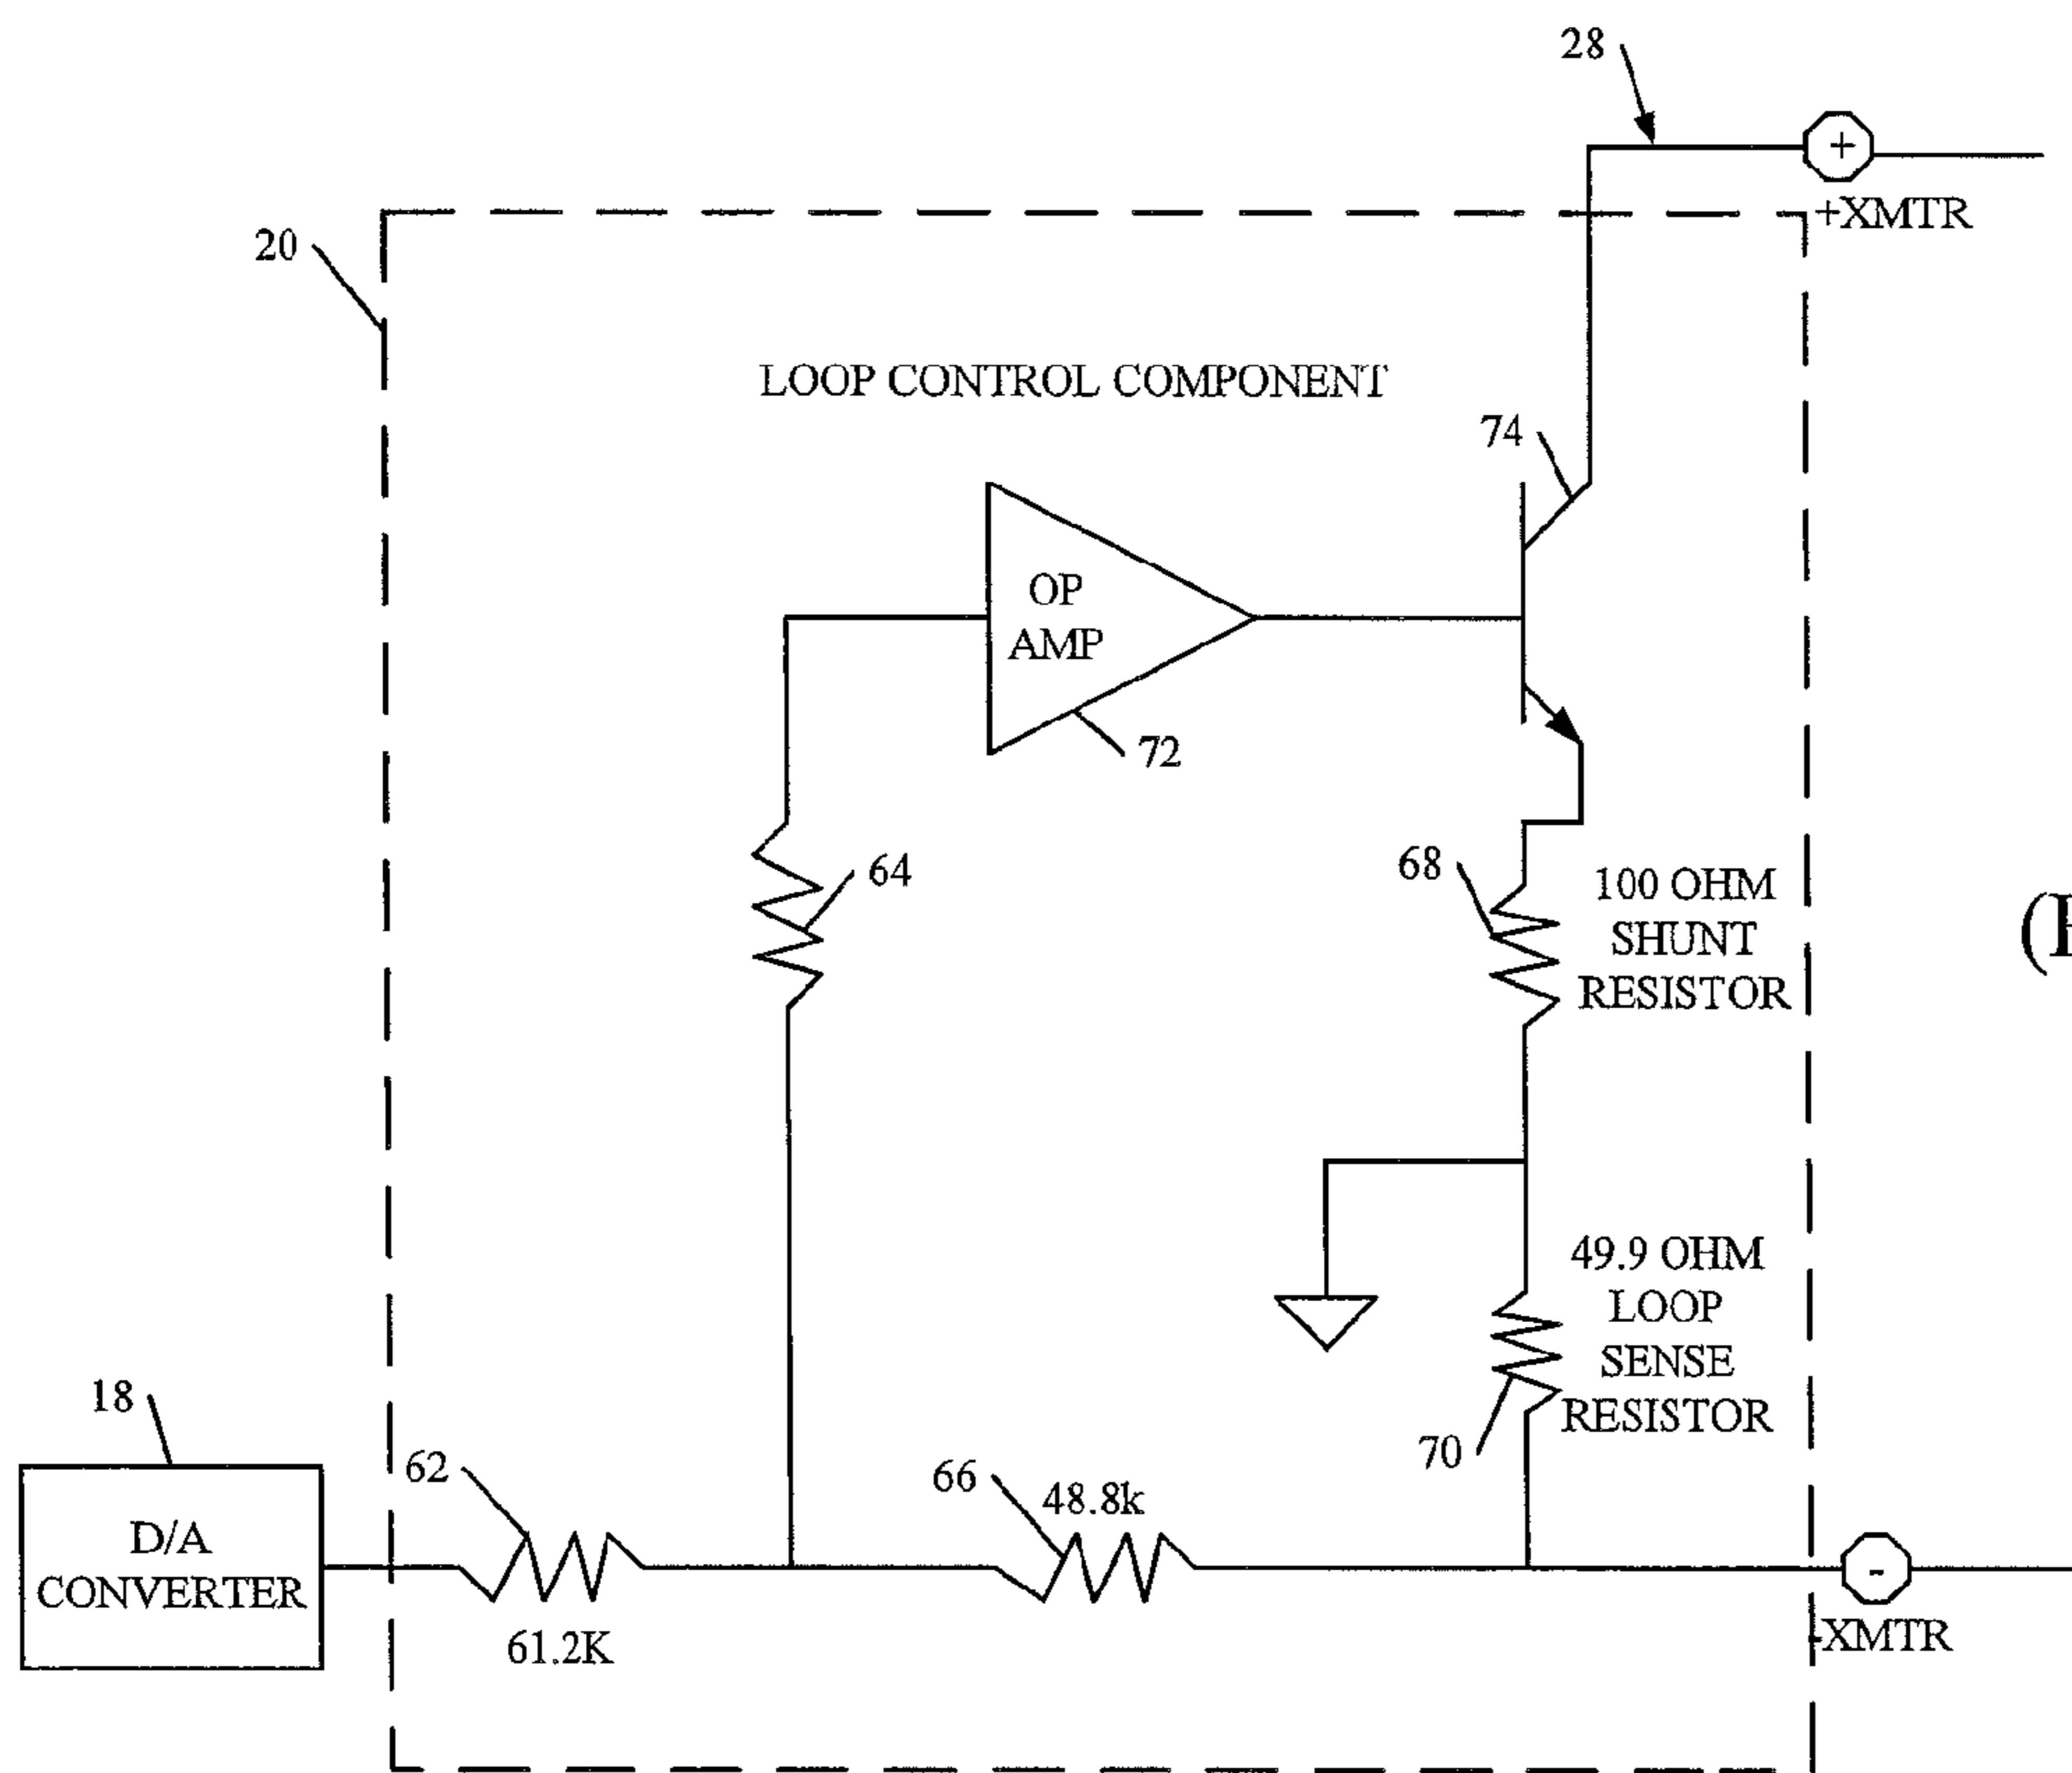 28
+
+XMTR
20
LOOP CONTROL COMPONENT
74
OP
AMP
72
64
68
100 OHM
SHUNT
RESISTOR
49.9 OHM
LOOP
SENSE
RESISTOR
70
18
D/A
CONVERTER
62
61.2K
66
48.8k
-
-XMTR